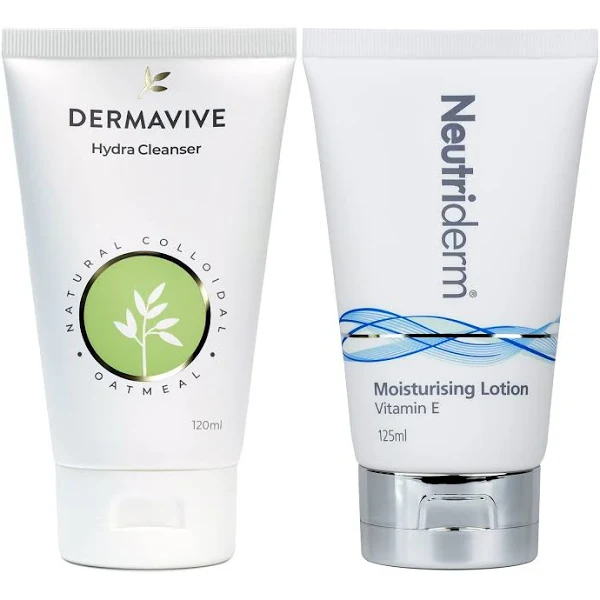 DERMAVIVE
Hydra Cleanser
NATURAL COLLOIDAL
• OATMEAL •
120ml
Neutriderm®
Moisturising Lotion
Vitamin E
125ml